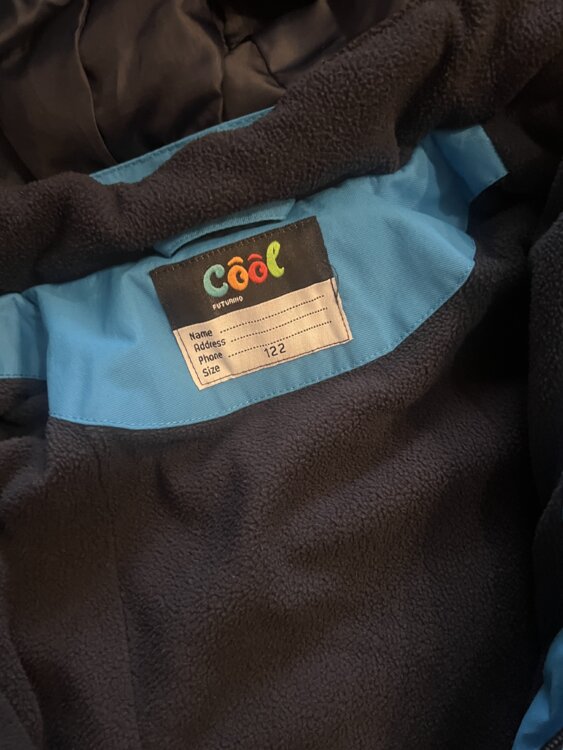 Côôl
FUTURINO
Name
Address
Phone
Size 122